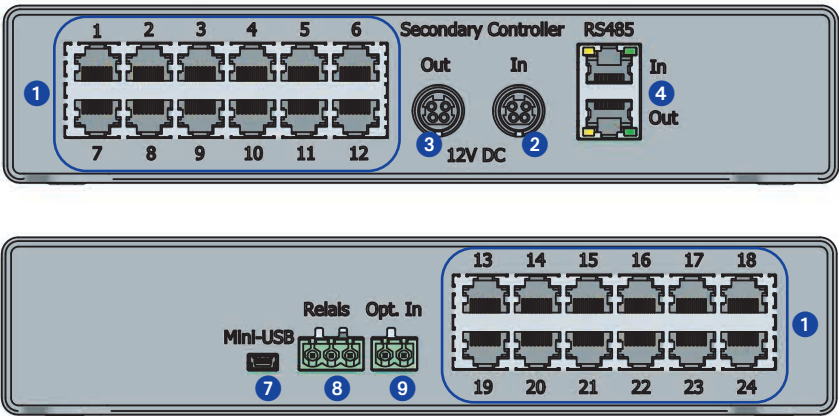 1 2 3 4 5 6 Secondary Controller RS485
Out In In
1 4
Out
7 8 9 10 11 12 3 12V DC 2
13 14 15 16 17 18
Relais Opt. In
1
Mini-USB
7 8 9 19 20 21 22 23 24